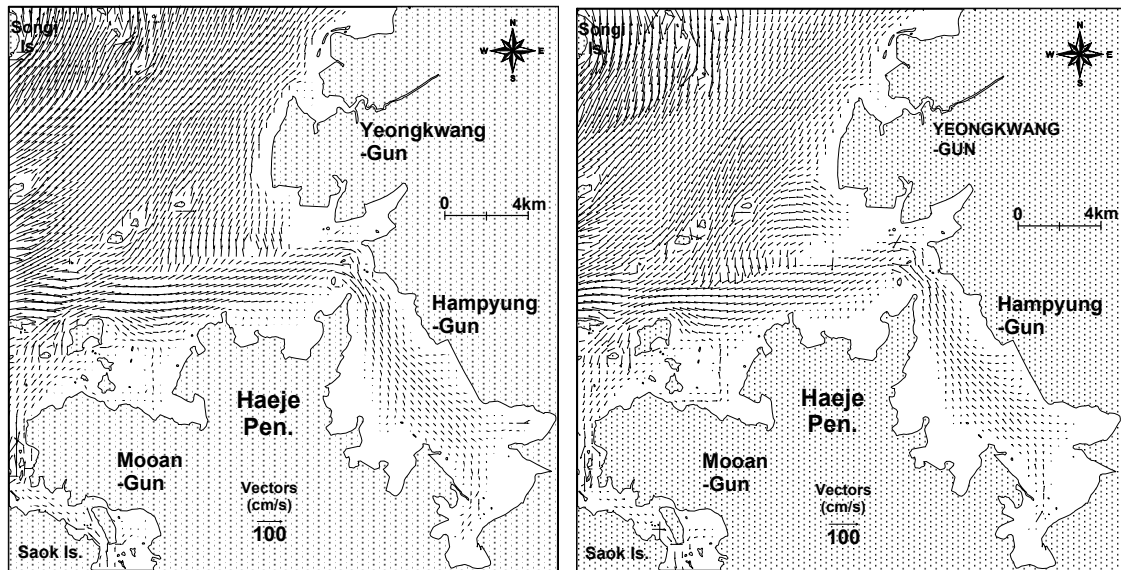 Songi
Is.
N
W
E
S
Yeongkwang
-Gun
0
4km
Hampyung
-Gun
Haeje
Pen.
Mooan
-Gun
Vectors
(cm/s)
100
Saok Is.
Songi
Is.
N
W
E
S
YEONGKWANG
-GUN
0
4km
Hampyung
-Gun
Haeje
Pen.
Mooan
-Gun
Vectors
(cm/s)
100
Saok Is.